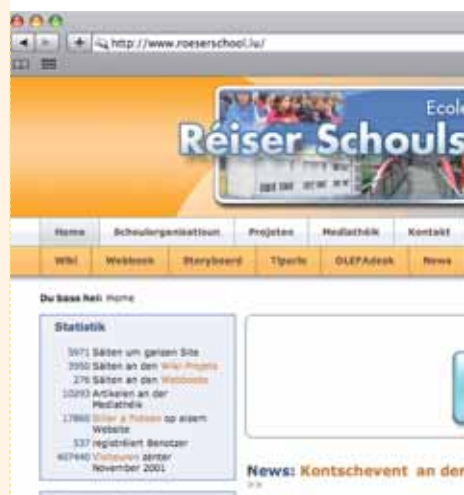 http://www.roeserschool.lu/
Ecole
Réiser Schouls
Home Schoulorganisatioun Projeten Mediathéik Kontakt
Wiki Webbook Storyboard Tiparlo OLEFAdesk News
Du bass hei: Home
Statistik
5971 Säiten um ganzen Site
3950 Säiten an den Wiki-Projets
276 Säiten an den Webbooks
10293 Artikelen an der
Mediathéik
17860 Biller a Fotoen op eisem
Website
537 registréiert Benotzer
407440 Visiteuren zanter
November 2001
News: Kontschevent an der
>>